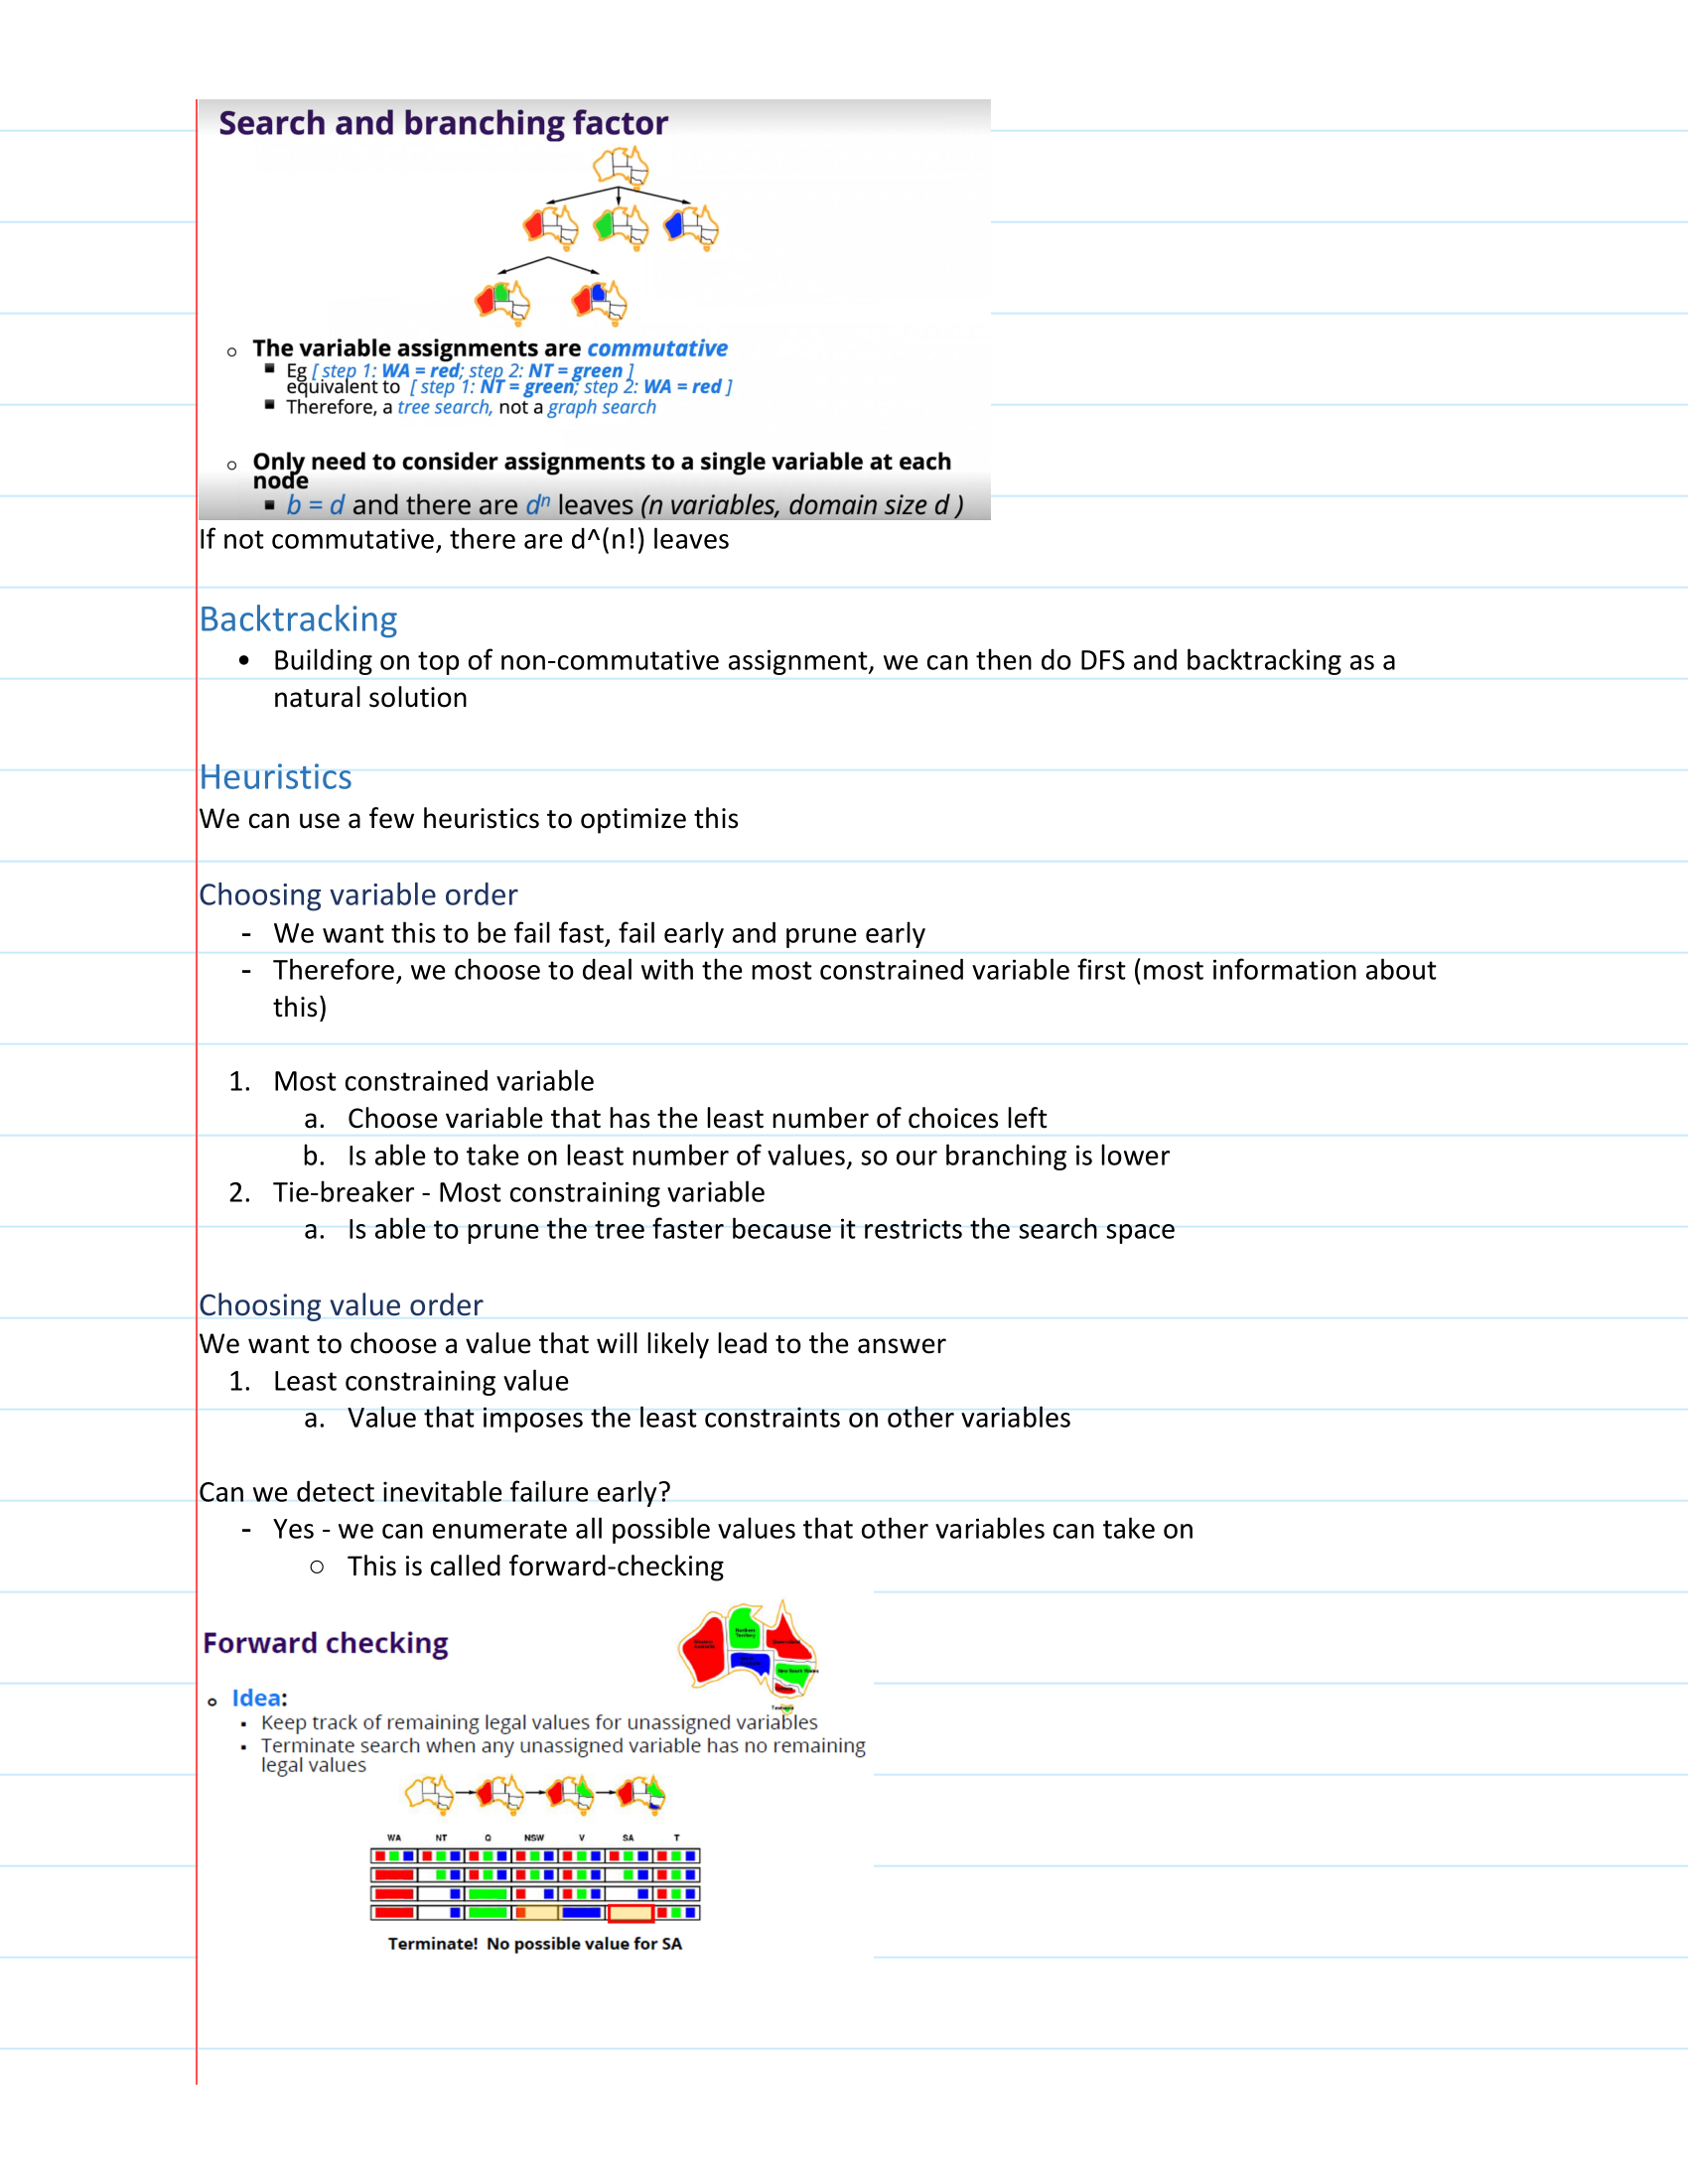 Search and branching factor
The variable assignments are commutative
Eg [ step 1: WA = red; step 2: NT = green ]
equivalent to [ step 1: NT = green; step 2: WA = red ]
Therefore, a tree search, not a graph search
Only need to consider assignments to a single variable at each
node
b = d and there are dⁿ leaves (n variables, domain size d )
If not commutative, there are d^(n!) leaves
Backtracking
• Building on top of non-commutative assignment, we can then do DFS and backtracking as a
natural solution
Heuristics
We can use a few heuristics to optimize this
Choosing variable order
- We want this to be fail fast, fail early and prune early
- Therefore, we choose to deal with the most constrained variable first (most information about
this)
1. Most constrained variable
a. Choose variable that has the least number of choices left
b. Is able to take on least number of values, so our branching is lower
2. Tie-breaker - Most constraining variable
a. Is able to prune the tree faster because it restricts the search space
Choosing value order
We want to choose a value that will likely lead to the answer
1. Least constraining value
a. Value that imposes the least constraints on other variables
Can we detect inevitable failure early?
- Yes - we can enumerate all possible values that other variables can take on
○ This is called forward-checking
Forward checking
Idea:
Keep track of remaining legal values for unassigned variables
Terminate search when any unassigned variable has no remaining
legal values
WA NT Q NSW V SA T
Terminate! No possible value for SA